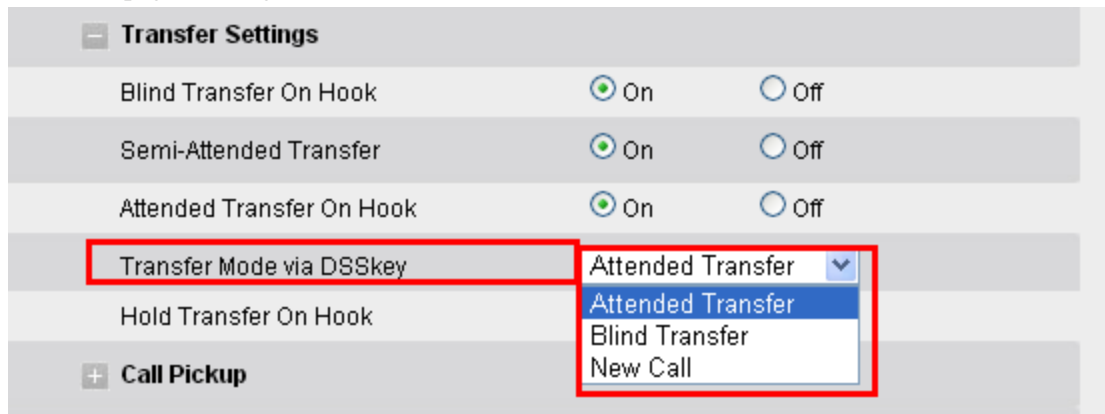 Transfer Settings
Blind Transfer On Hook On Off
Semi-Attended Transfer On Off
Attended Transfer On Hook On Off
Transfer Mode via DSSkey Attended Transfer
Attended Transfer
Hold Transfer On Hook
Blind Transfer
New Call
Call Pickup